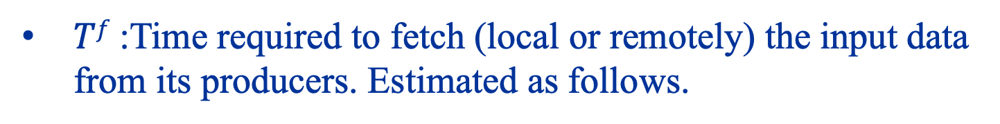 • T^f :Time required to fetch (local or remotely) the input data
from its producers. Estimated as follows.